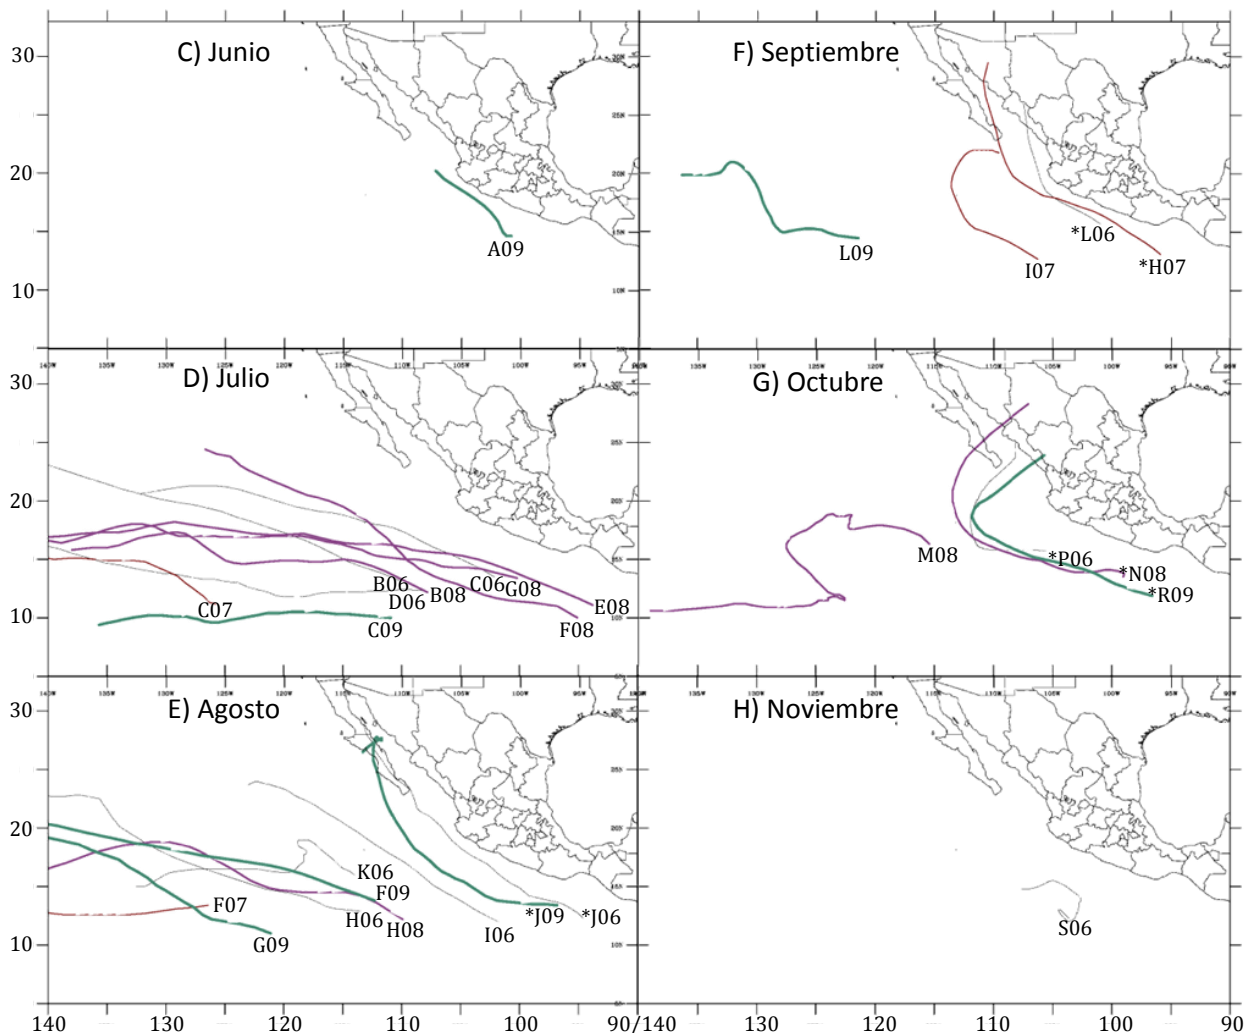 C) Junio
30
20
10
A09
F) Septiembre
L09
I07
*L06
*H07
D) Julio
30
20
10
B06
D06
B08
C06
G08
E08
F08
C07
C09
G) Octubre
M08
*P06
*N08
*R09
E) Agosto
30
20
10
K06
F09
F07
H06
H08
G09
I06
*J09
*J06
H) Noviembre
S06
140 130 120 110 100 90/140 130 120 110 100 90